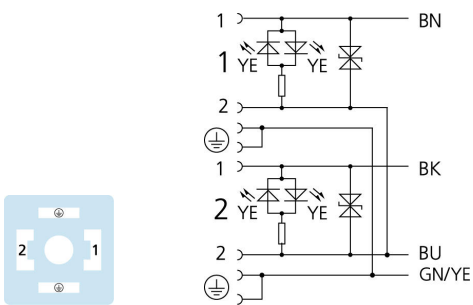 1 BN
1 YE YE
2
1 BK
2 YE YE
2 1
2 BU
GN/YE